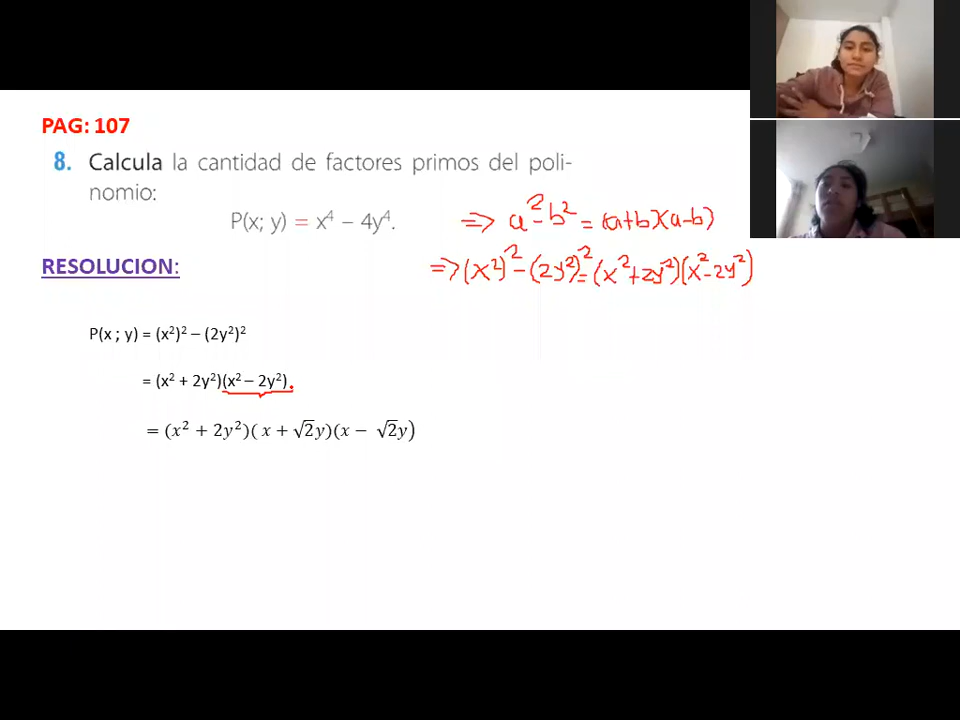 PAG: 107
8. Calcula la cantidad de factores primos del poli-
nomio:
P(x; y) = x⁴ – 4y⁴.
⇒ a² - b² = (a+b)(a-b)
RESOLUCION:
⇒ (x²)² - (2y²)² = (x²+2y²)(x²-2y²)
P(x ; y) = (x²)² – (2y²)²
= (x² + 2y²)(x² – 2y²).
= (x² + 2y²)( x + √2y)(x − √2y)